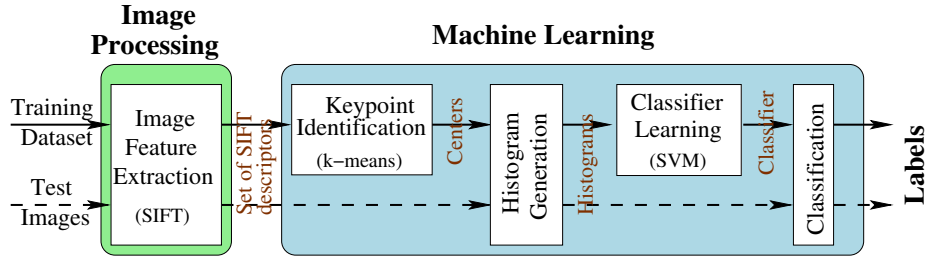 Image
Processing
Machine Learning
Training
Dataset
Test
Images
Image
Feature
Extraction
(SIFT)
Set of SIFT
descriptors
Keypoint
Identification
(k-means)
Centers
Histogram
Generation
Histograms
Classifier
Learning
(SVM)
Classifier
Classification
Labels